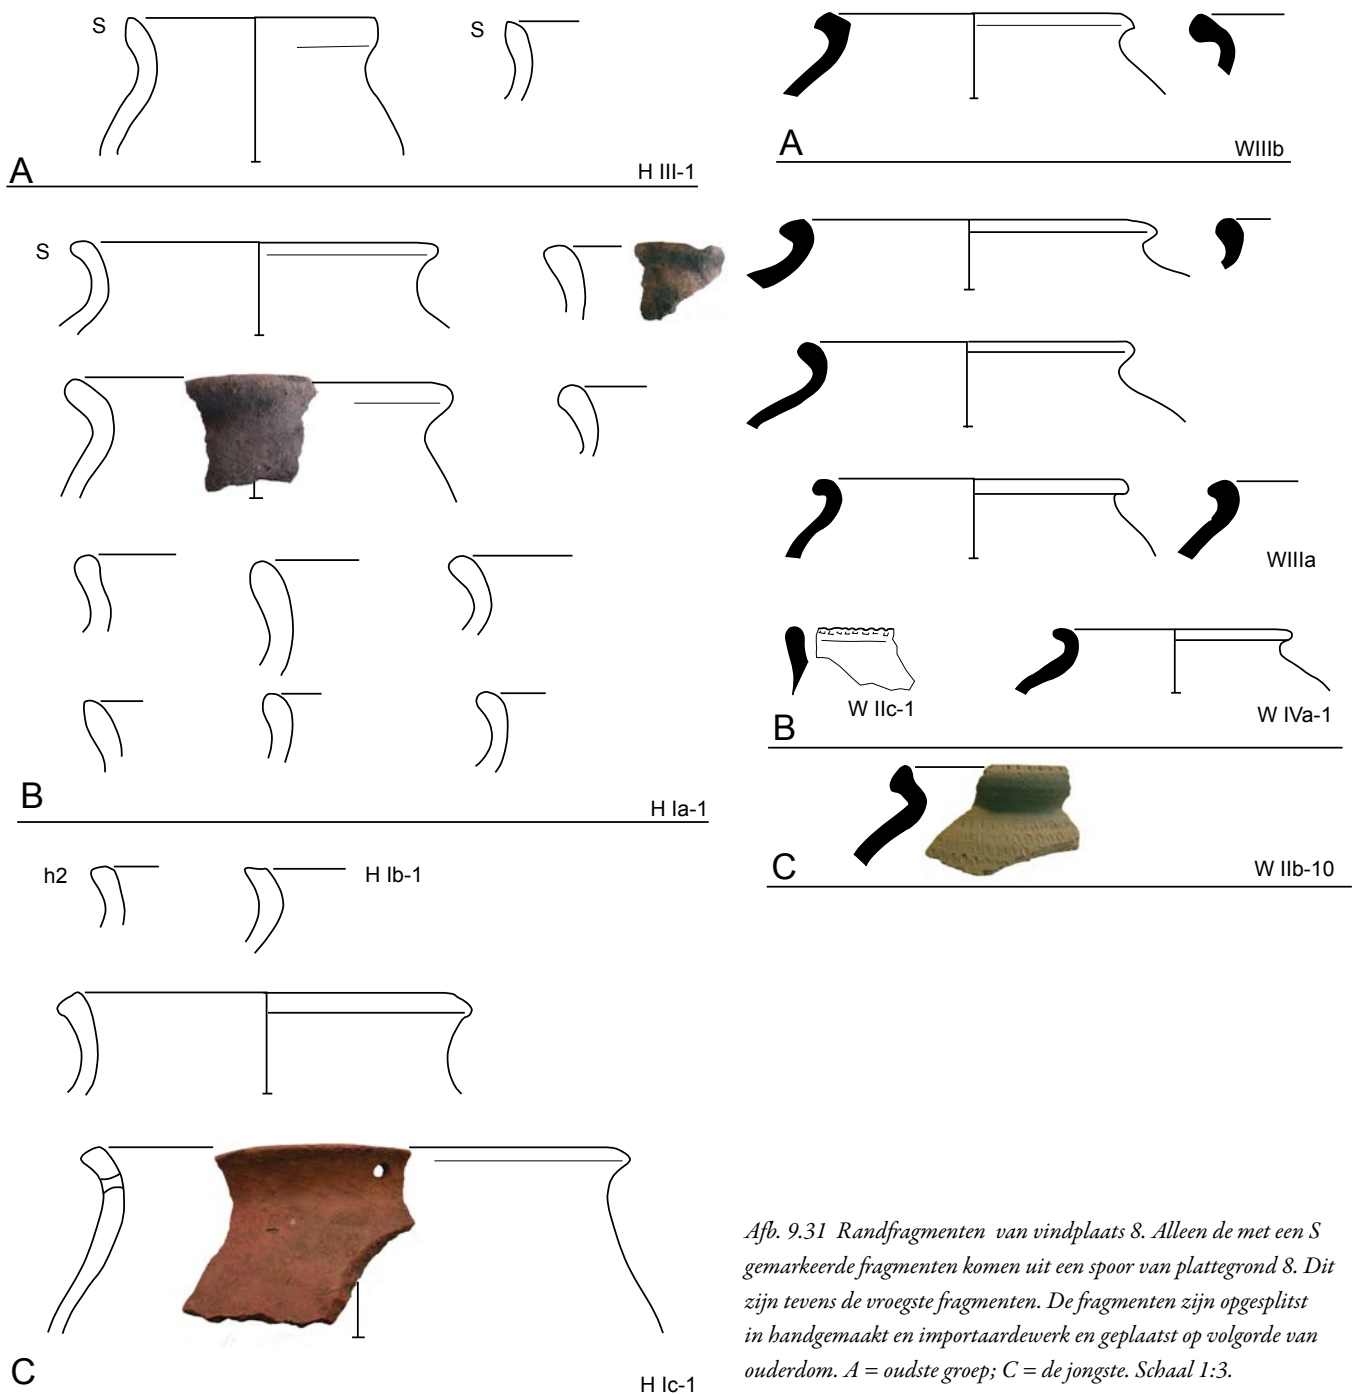 S
S
A
H III-1
S
B
H Ia-1
h2
H Ib-1
C
H Ic-1
A
WIIIb
WIIIa
W IIc-1
B
W IVa-1
C
W IIb-10
Afb. 9.31 Randfragmenten van vindplaats 8. Alleen de met een S
gemarkeerde fragmenten komen uit een spoor van plattegrond 8. Dit
zijn tevens de vroegste fragmenten. De fragmenten zijn opgesplitst
in handgemaakt en importaardewerk en geplaatst op volgorde van
ouderdom. A = oudste groep; C = de jongste. Schaal 1:3.